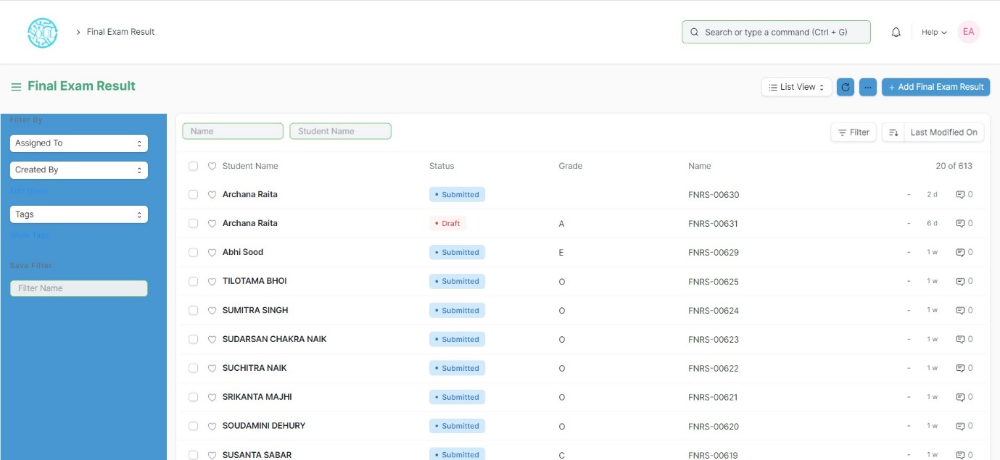 SOUL
> Final Exam Result
Search or type a command (Ctrl + G)
Help
EA
Final Exam Result
List View
...
+ Add Final Exam Result
Filter By
Assigned To
Created By
Edit Filters
Tags
Show Tags
Save Filter
Filter Name
Name Student Name
Filter Last Modified On
Student Name Status Grade Name 20 of 613
Archana Raita • Submitted FNRS-00630 - 2 d 0
Archana Raita • Draft A FNRS-00631 - 6 d 0
Abhi Sood • Submitted E FNRS-00629 - 1 w 0
TILOTAMA BHOI • Submitted O FNRS-00625 - 1 w 0
SUMITRA SINGH • Submitted O FNRS-00624 - 1 w 0
SUDARSAN CHAKRA NAIK • Submitted O FNRS-00623 - 1 w 0
SUCHITRA NAIK • Submitted O FNRS-00622 - 1 w 0
SRIKANTA MAJHI • Submitted O FNRS-00621 - 1 w 0
SOUDAMINI DEHURY • Submitted O FNRS-00620 - 1 w 0
SUSANTA SABAR • Submitted C FNRS-00619 - 1 w 0